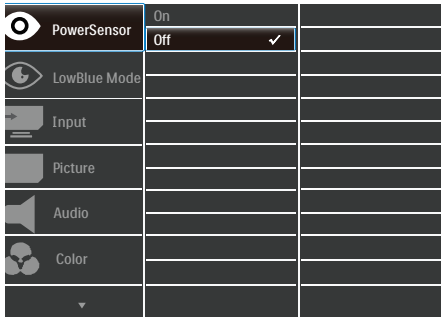 PowerSensor
On
Off
LowBlue Mode
Input
Picture
Audio
Color